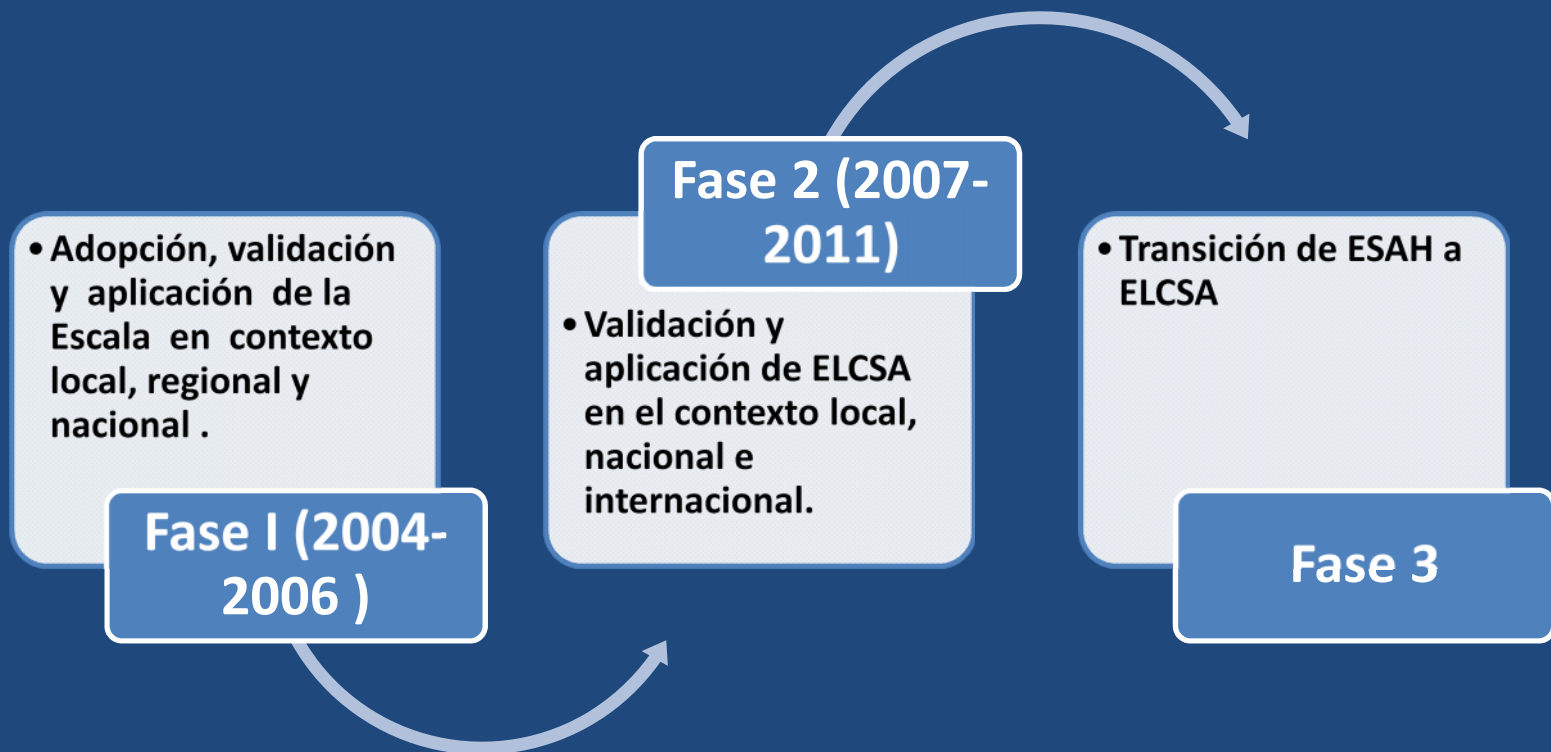 • Adopción, validación
y aplicación de la
Escala en contexto
local, regional y
nacional .
Fase I (2004-
2006 )
Fase 2 (2007-
2011)
• Validación y
aplicación de ELCSA
en el contexto local,
nacional e
internacional.
• Transición de ESAH a
ELCSA
Fase 3